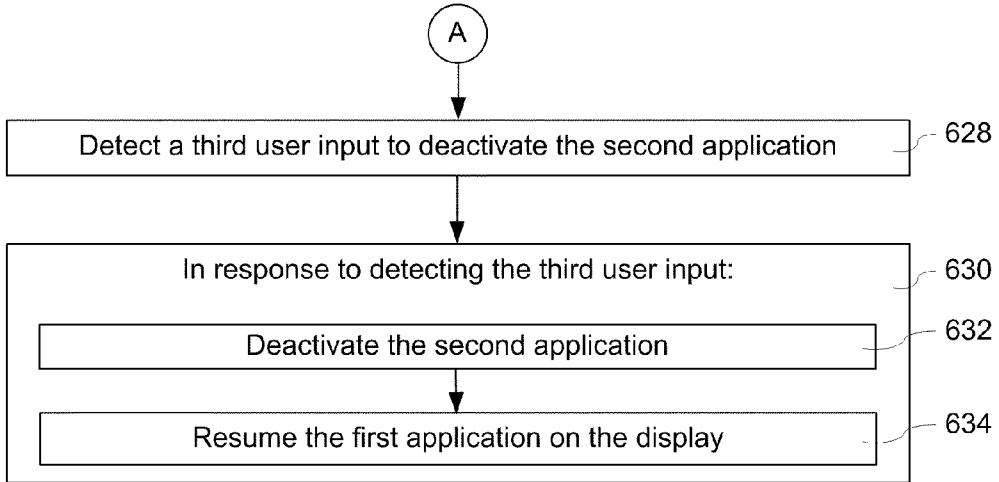 A
Detect a third user input to deactivate the second application
628
In response to detecting the third user input:
630
Deactivate the second application
632
Resume the first application on the display
634